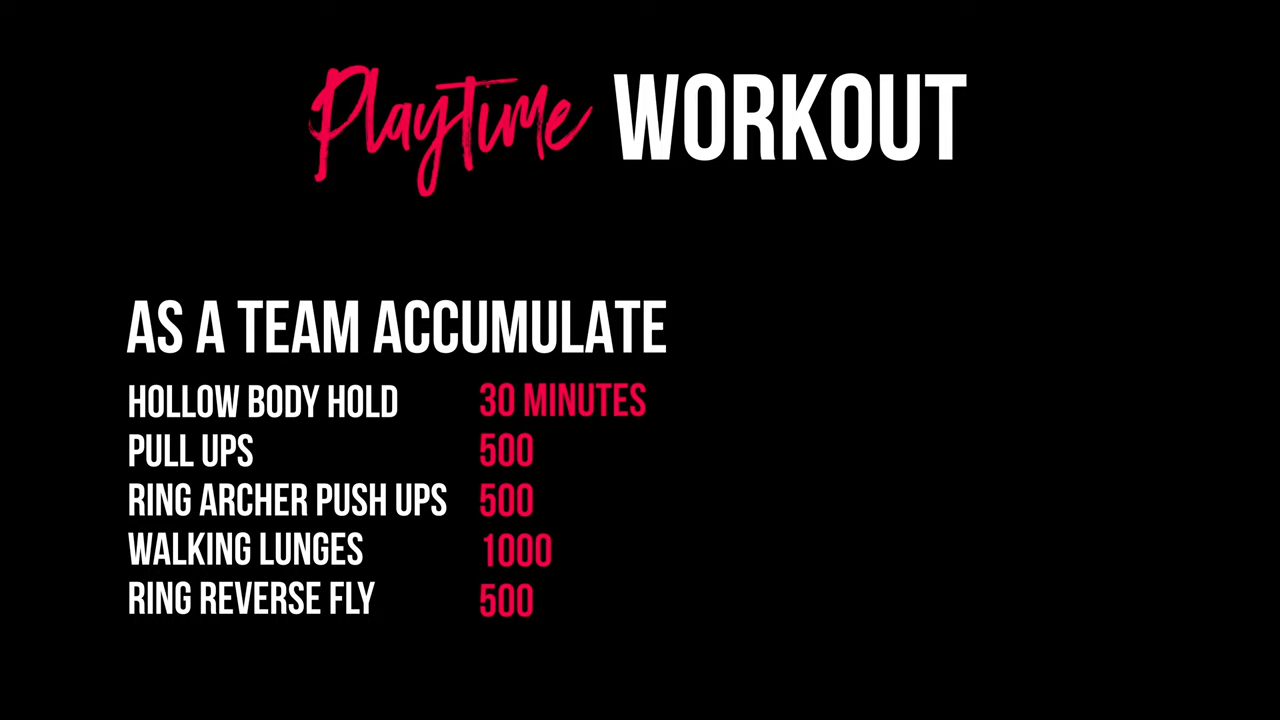 Playtime WORKOUT
AS A TEAM ACCUMULATE
HOLLOW BODY HOLD 30 MINUTES
PULL UPS 500
RING ARCHER PUSH UPS 500
WALKING LUNGES 1000
RING REVERSE FLY 500